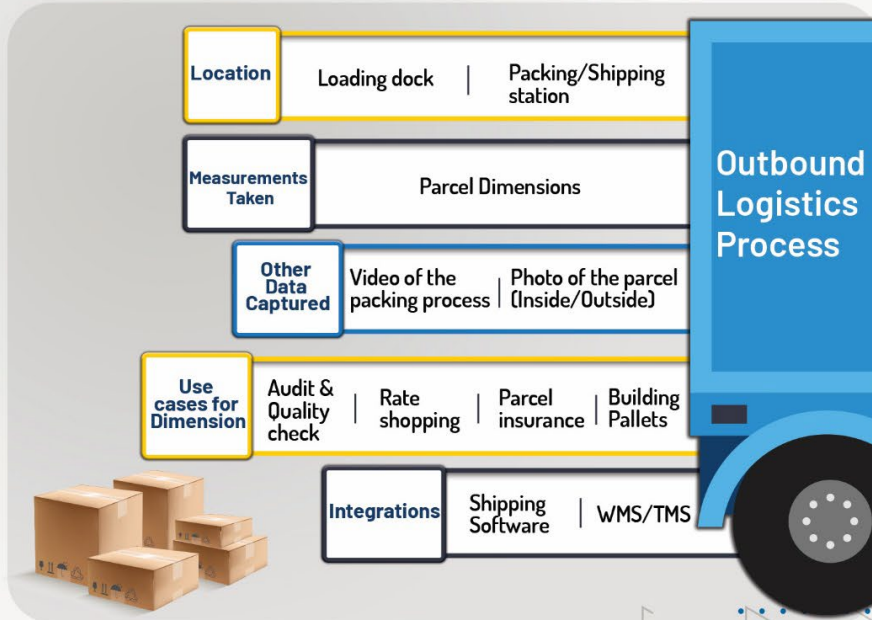 Location
Loading dock | Packing/Shipping
station
Measurements
Taken
Parcel Dimensions
Outbound
Logistics
Process
Other
Data
Captured
Video of the
packing process | Photo of the parcel
(Inside/Outside)
Use
cases for
Dimension
Audit &
Quality
check | Rate
shopping | Parcel
insurance | Building
Pallets
Integrations
Shipping
Software | WMS/TMS